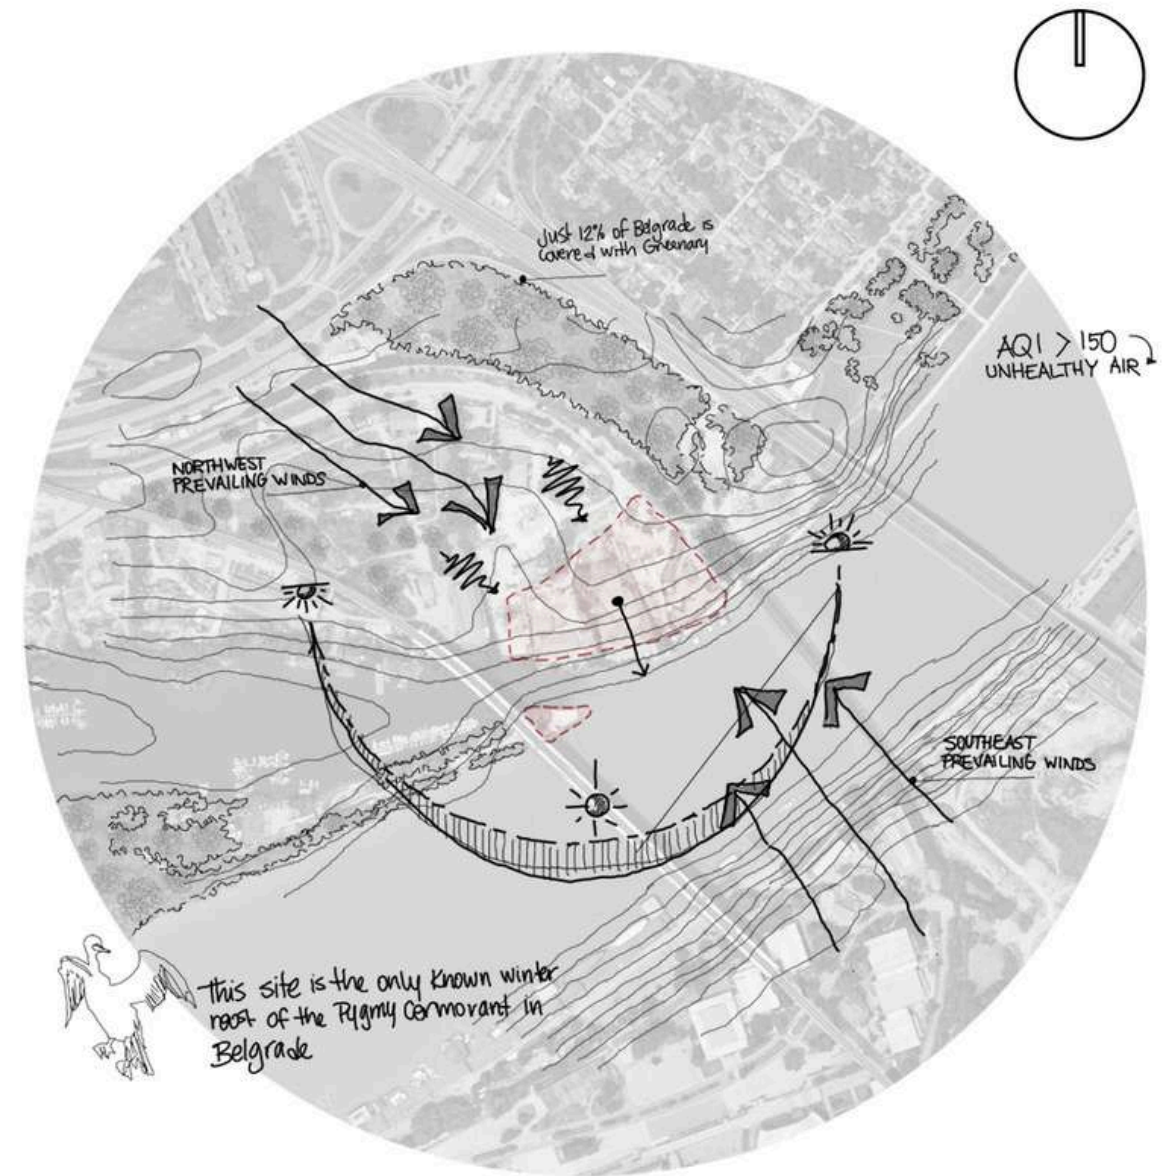 Just 12% of Belgrade is
Covered with Greenary
AQI > 150
UNHEALTHY AIR
NORTHWEST
PREVAILING WINDS
SOUTHEAST
PREVAILING WINDS
This site is the only known winter
roost of the Pygmy Cormorant in
Belgrade